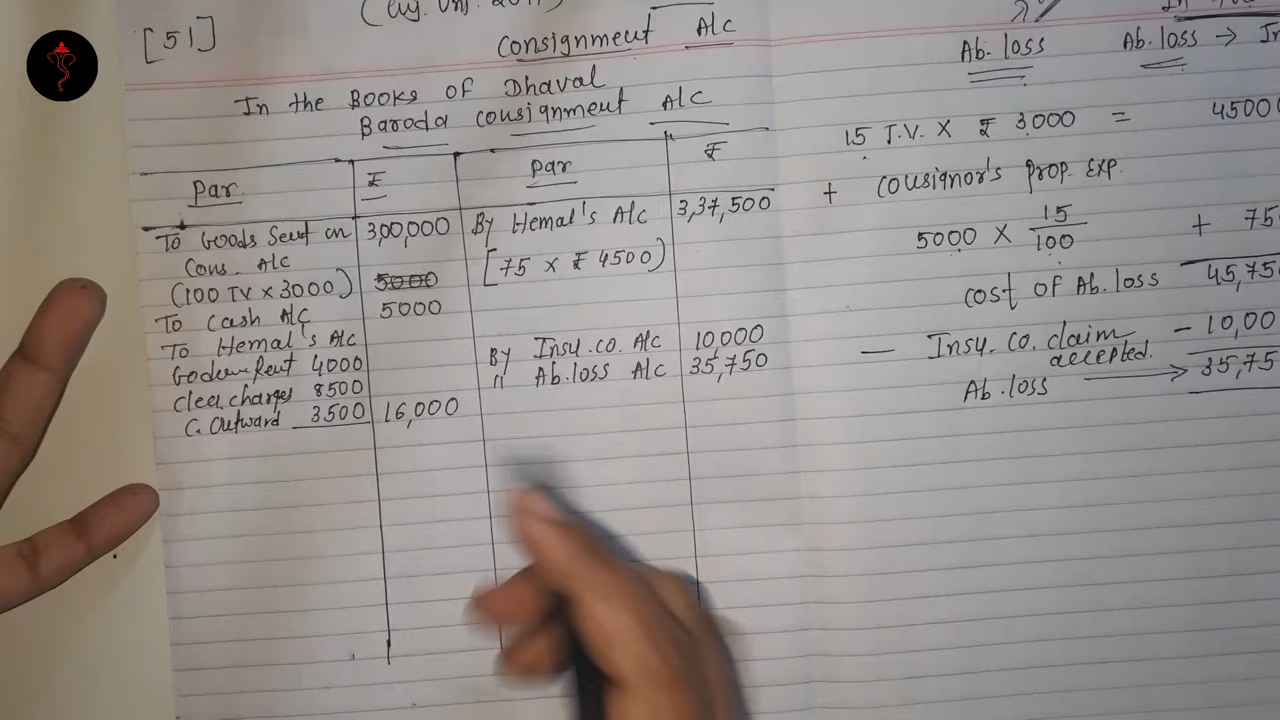 [51]
Consignment A/c
In the Books of Dhaval
Baroda consignment A/c
Par ₹ Par ₹
To Goods Sent on 3,00,000 By Hemal's A/c 3,37,500
Cons. A/c [75 x ₹ 4500)
(100 TV x 3000) 5000
To Cash A/c 5000
To Hemal's A/c By Insu.co. A/c 10,000
Godown Rent 4000 " Ab.loss A/c 35,750
clea. charges 8500
C. Outward 3500 16,000
Ab. loss Ab. loss →
15 T.V. x ₹ 3000 = 4500
+ consignor's prop. Exp.
5000 x 15/100 + 75
cost of Ab. loss 45,75
— Insu. co. claim - 10,00
accepted.
Ab. loss → 35,75